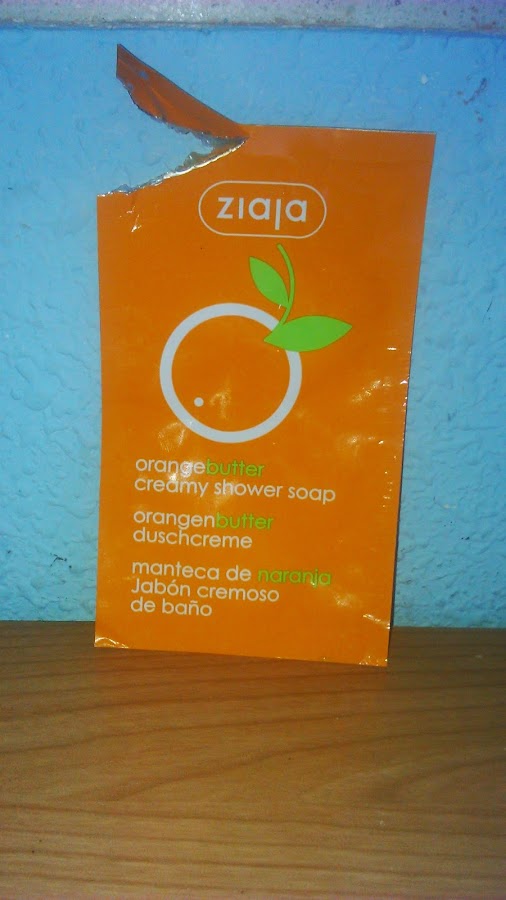 ziaja
orangebutter
creamy shower soap
orangenbutter
duschcreme
manteca de naranja
Jabón cremoso
de baño